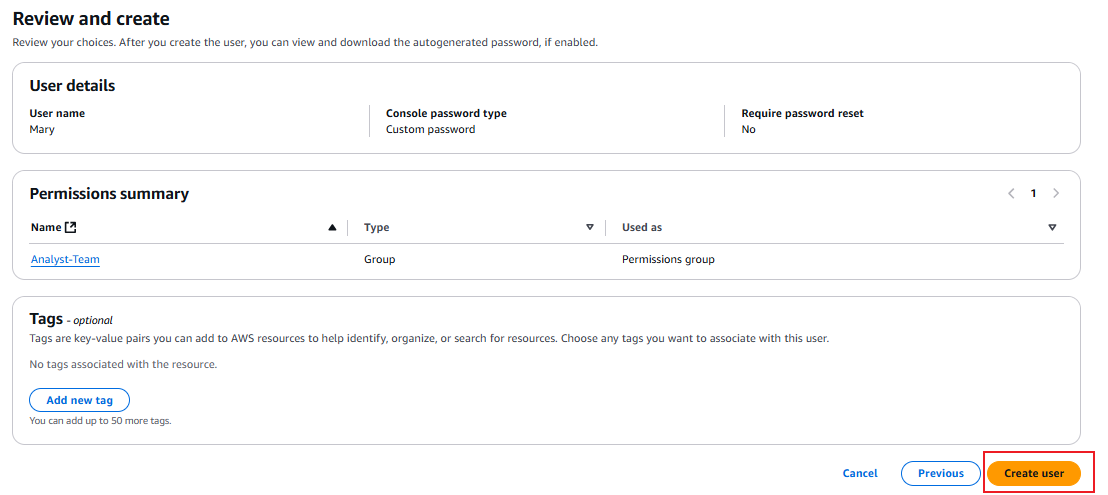 Review and create
Review your choices. After you create the user, you can view and download the autogenerated password, if enabled.
User details
User name
Mary
Console password type
Custom password
Require password reset
No
Permissions summary
1
Name
Type
Used as
Analyst-Team
Group
Permissions group
Tags - optional
Tags are key-value pairs you can add to AWS resources to help identify, organize, or search for resources. Choose any tags you want to associate with this user.
No tags associated with the resource.
Add new tag
You can add up to 50 more tags.
Cancel
Previous
Create user